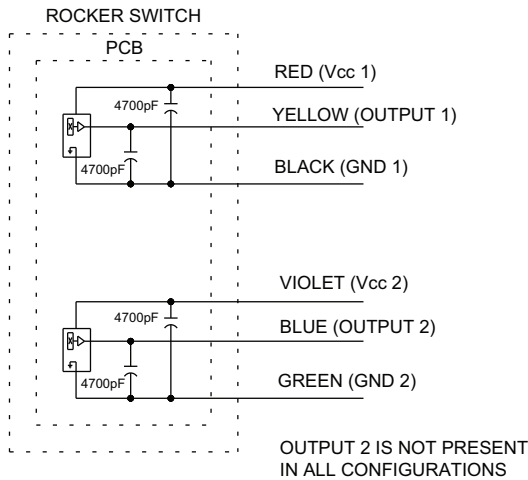 ROCKER SWITCH
PCB
RED (Vcc 1)
4700pF
YELLOW (OUTPUT 1)
4700pF
BLACK (GND 1)
VIOLET (Vcc 2)
4700pF
BLUE (OUTPUT 2)
4700pF
GREEN (GND 2)
OUTPUT 2 IS NOT PRESENT
IN ALL CONFIGURATIONS